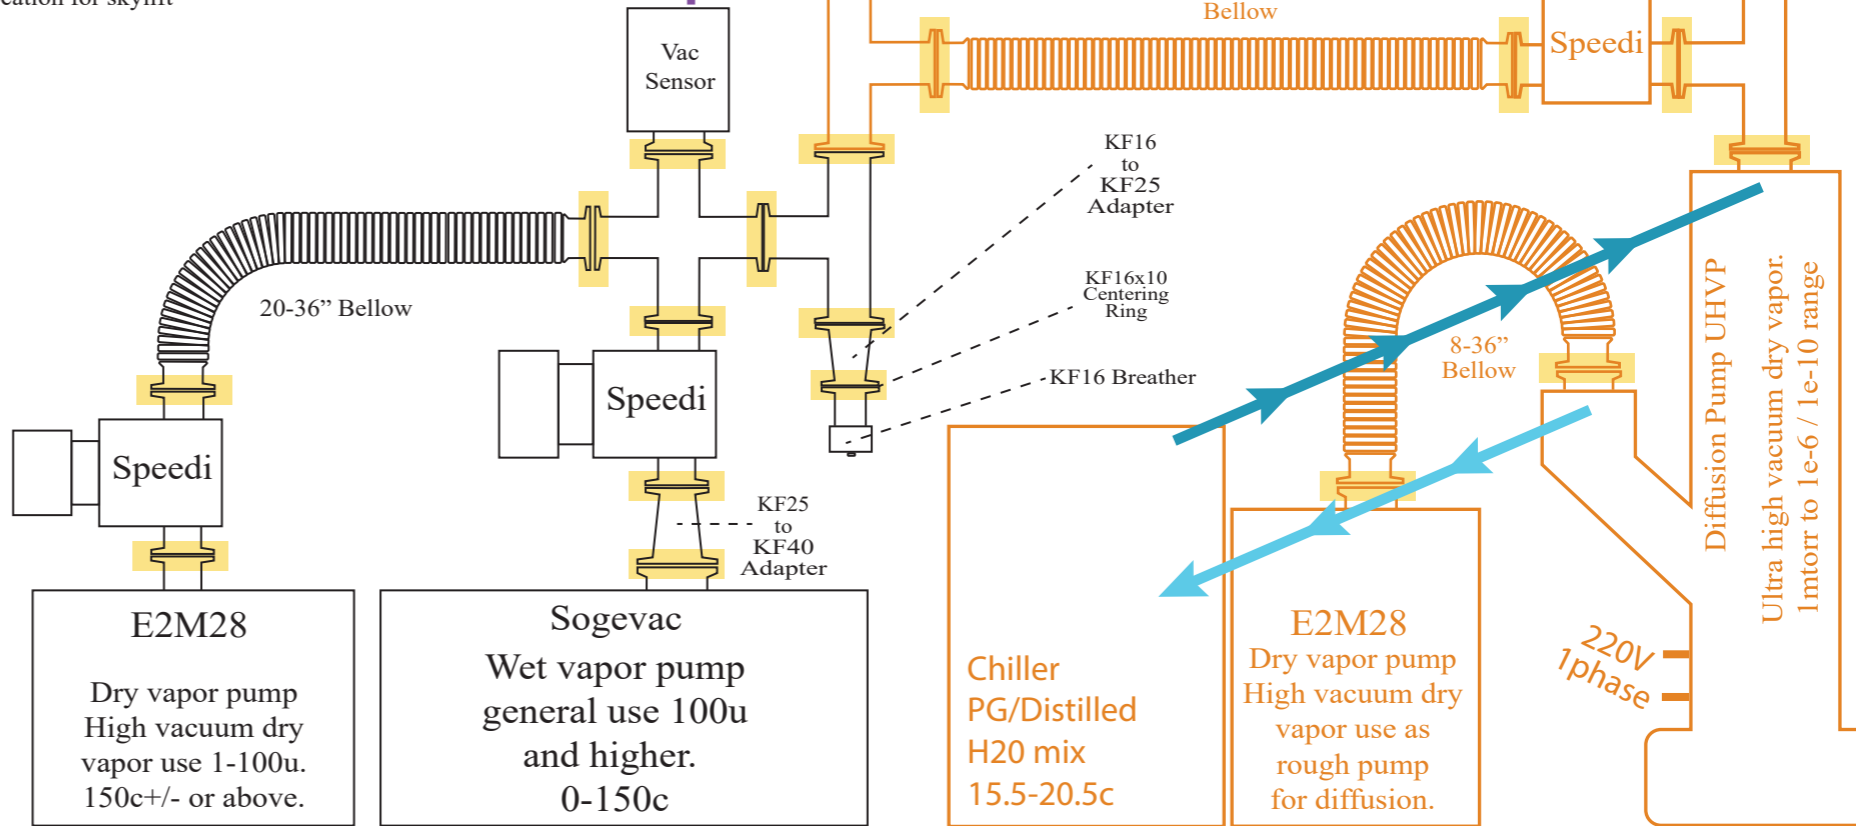 Bellow
Vac
Sensor
Speedi
KF16
to
KF25
Adapter
20-36” Bellow
KF16x10
Centering
Ring
KF16 Breather
8-36”
Bellow
Speedi
Speedi
KF25
to
KF40
Adapter
Diffusion Pump UHVP
Ultra high vacuum dry vapor.
1mtorr to 1e-6 / 1e-10 range
E2M28
Dry vapor pump
High vacuum dry
vapor use 1-100u.
150c+/- or above.
Sogevac
Wet vapor pump
general use 100u
and higher.
0-150c
Chiller
PG/Distilled
H20 mix
15.5-20.5c
E2M28
Dry vapor pump
High vacuum dry
vapor use as
rough pump
for diffusion.
220V
1phase